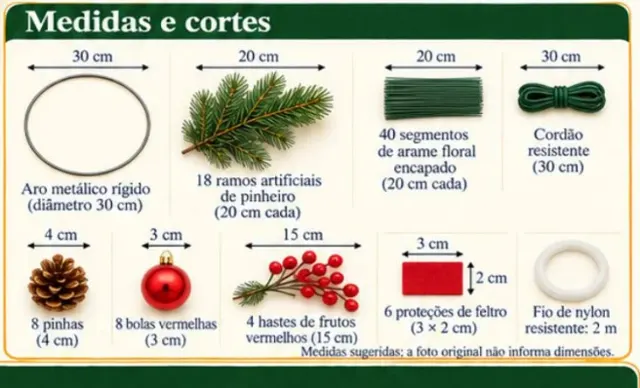 Medidas e cortes
30 cm
20 cm
20 cm
30 cm
Aro metálico rígido
(diâmetro 30 cm)
18 ramos artificiais
de pinheiro
(20 cm cada)
40 segmentos
de arame floral
encapado
(20 cm cada)
Cordão
resistente
(30 cm)
4 cm
3 cm
15 cm
3 cm
2 cm
8 pinhas
(4 cm)
8 bolas vermelhas
(3 cm)
4 hastes de frutos
vermelhos (15 cm)
6 proteções de feltro
(3 × 2 cm)
Fio de nylon
resistente: 2 m
Medidas sugeridas; a foto original não informa dimensões.